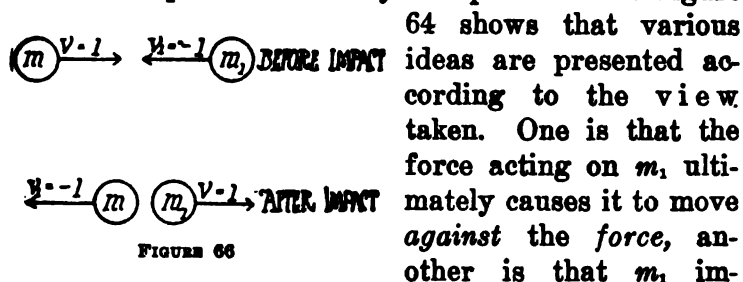 m V=1 V₁=-1 m₁ BEFORE IMPACT
V₁=-1 m m₁ V=1 AFTER IMPACT
FIGURE 66
64 shows that various
ideas are presented ac-
cording to the view
taken. One is that the
force acting on m₁ ulti-
mately causes it to move
against the force, an-
other is that m₁ im-